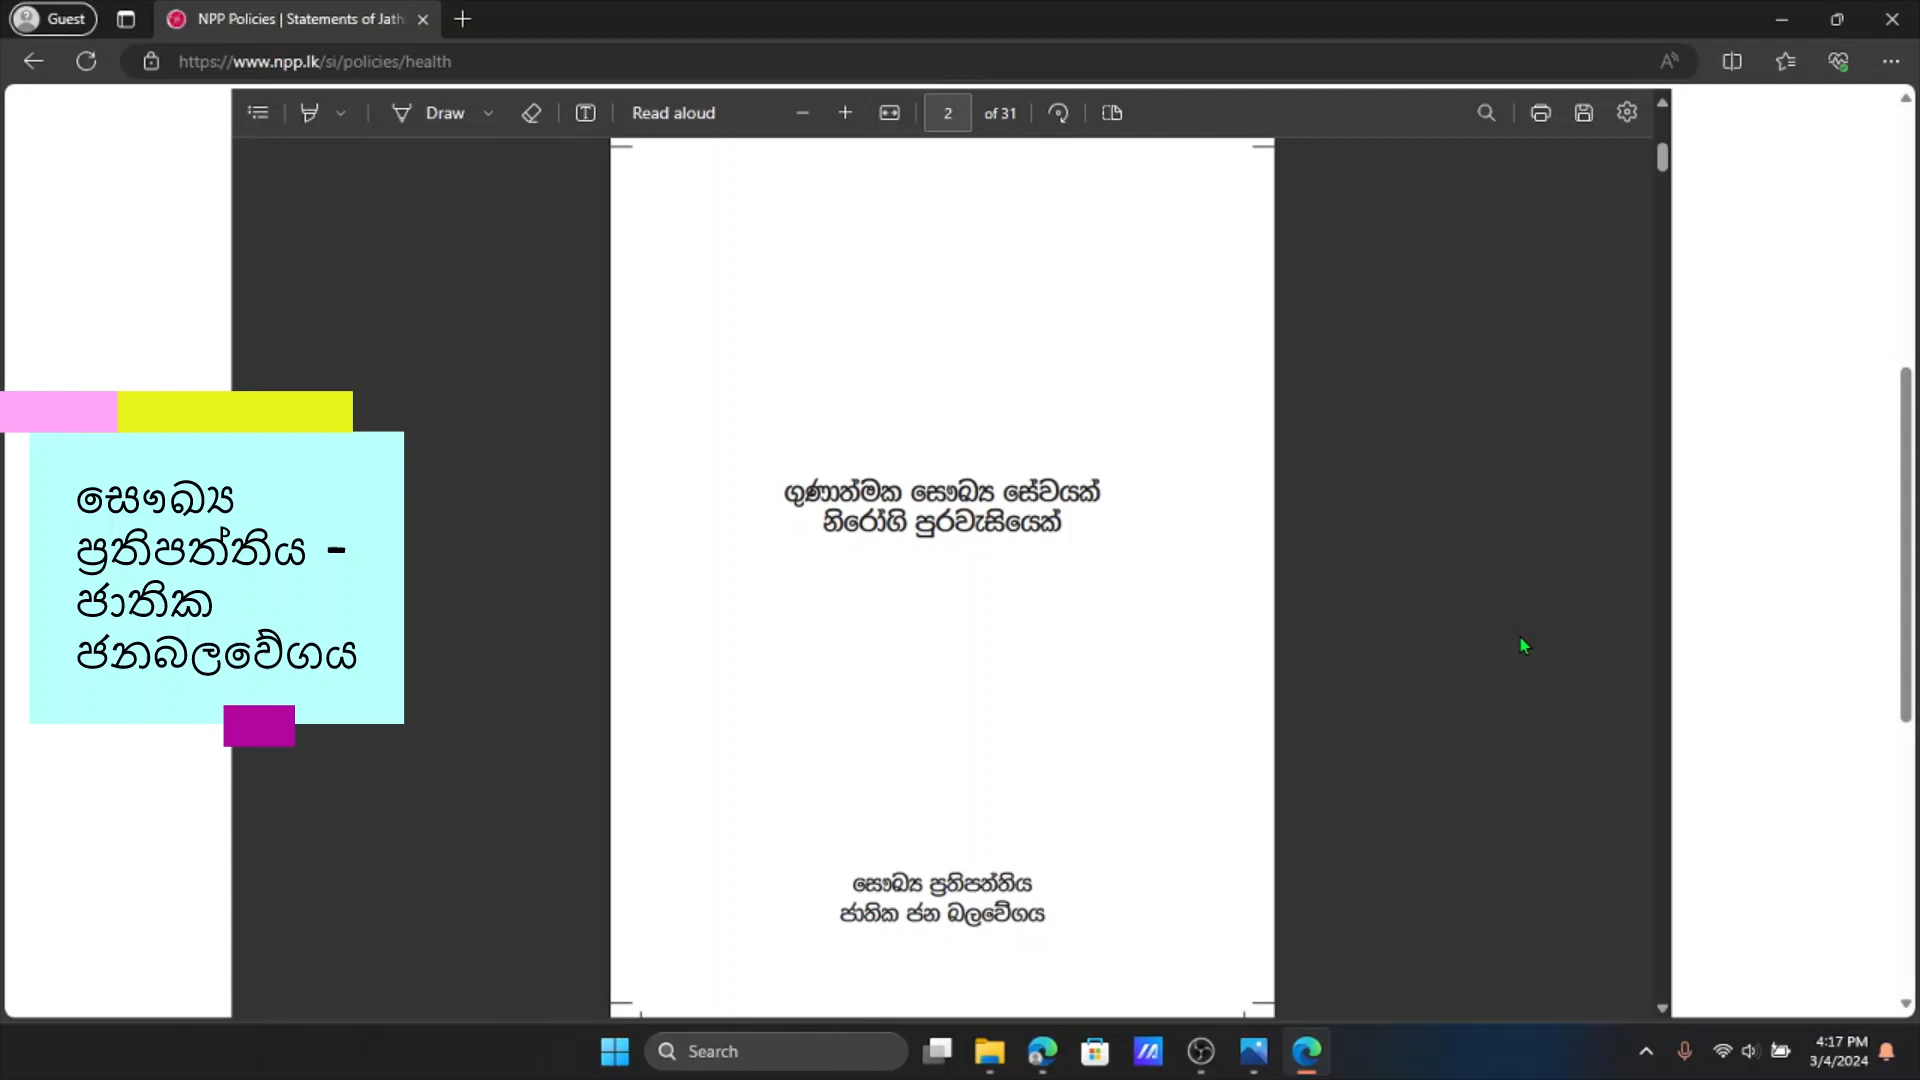 Guest
NPP Policies | Statements of Jath
https://www.npp.lk/si/policies/health
Draw
Read aloud
2 of 31
ගුණාත්මක සෞඛ්‍ය සේවයක්
නිරෝගි පුරවැසියෙක්
සෞඛ්‍ය
ප්‍රතිපත්තිය -
ජාතික
ජනබලවේගය
සෞඛ්‍ය ප්‍රතිපත්තිය
ජාතික ජන බලවේගය
Search
4:17 PM
3/4/2024